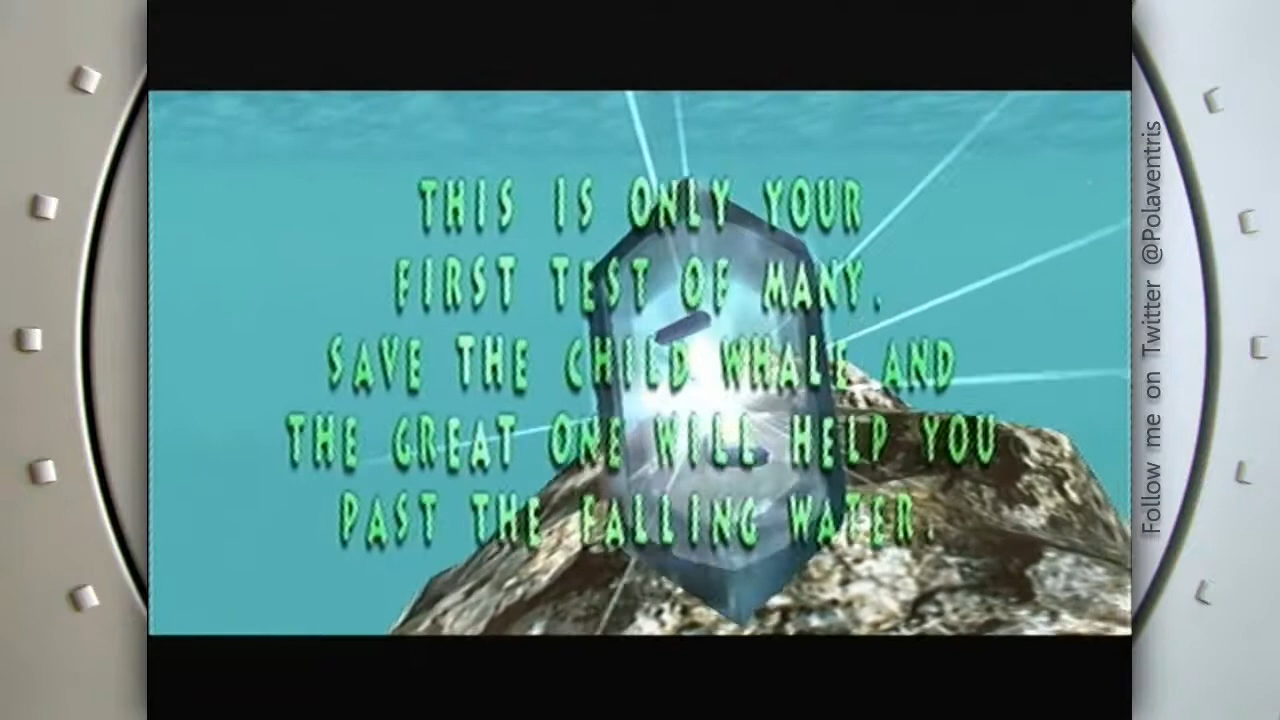 THIS IS ONLY YOUR
FIRST TEST OF MANY.
SAVE THE CHILD WHALE AND
THE GREAT ONE WILL HELP YOU
PAST THE FALLING WATER.
Follow me on Twitter @Polaventris